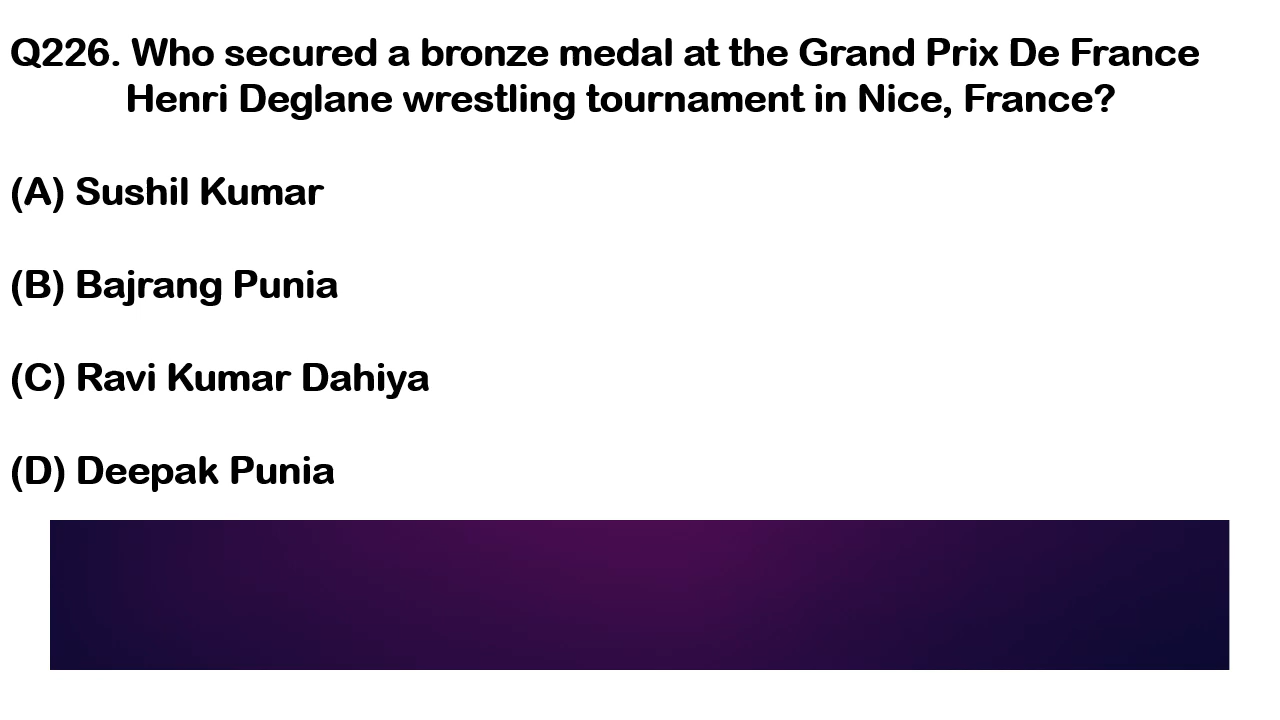 Q226. Who secured a bronze medal at the Grand Prix De France
Henri Deglane wrestling tournament in Nice, France?
(A) Sushil Kumar
(B) Bajrang Punia
(C) Ravi Kumar Dahiya
(D) Deepak Punia